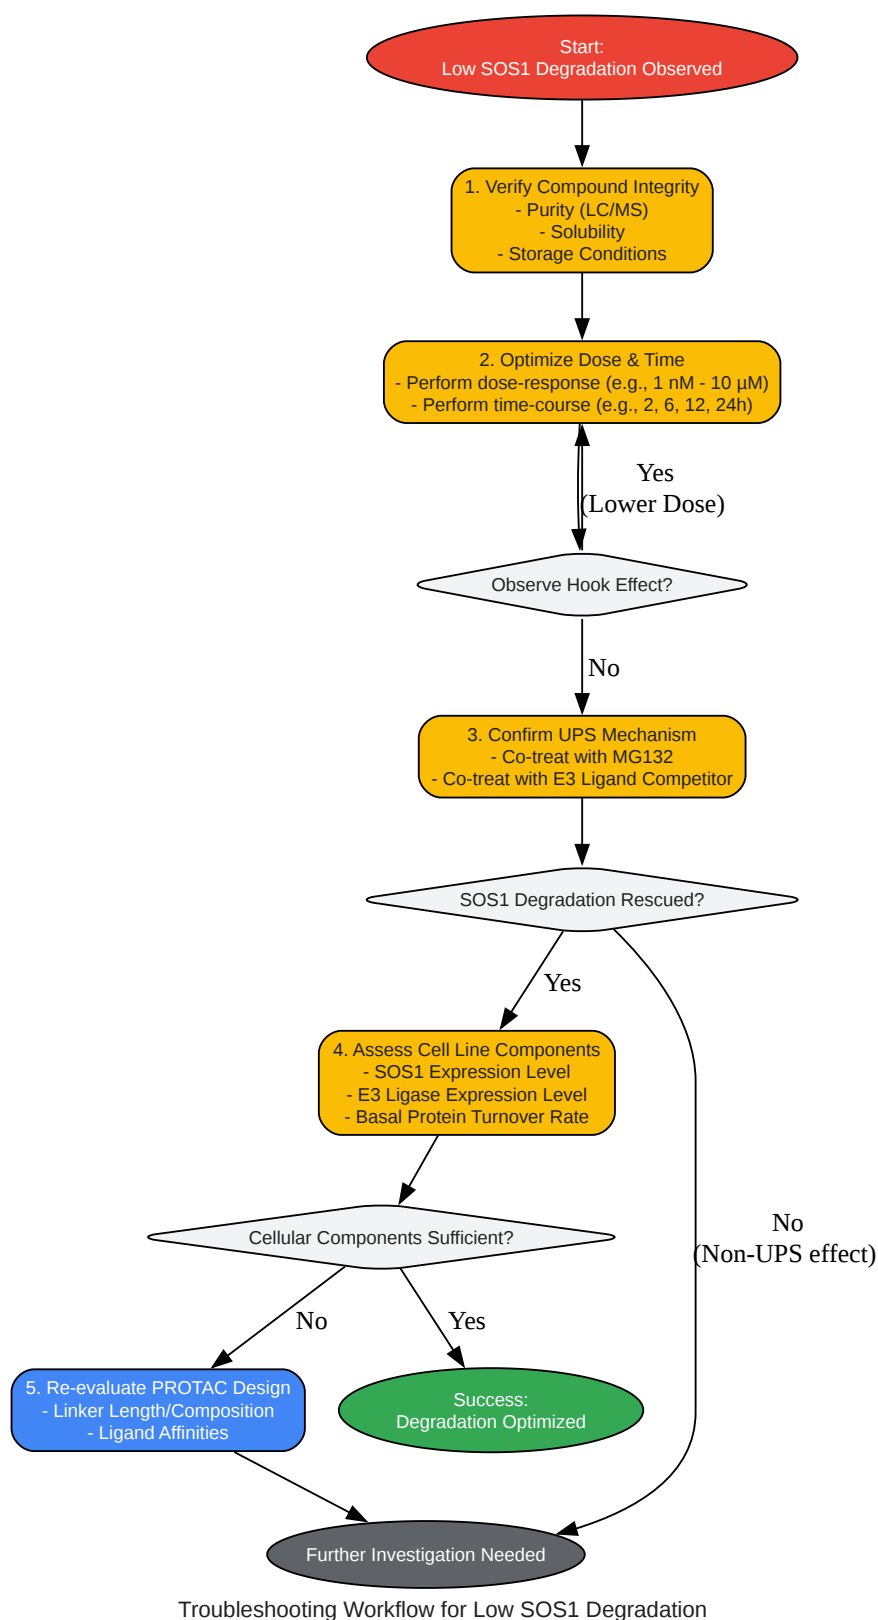 Start:
Low SOS1 Degradation Observed
1. Verify Compound Integrity
- Purity (LC/MS)
- Solubility
- Storage Conditions
2. Optimize Dose & Time
- Perform dose-response (e.g., 1 nM - 10 µM)
- Perform time-course (e.g., 2, 6, 12, 24h)
Yes
(Lower Dose)
Observe Hook Effect?
No
3. Confirm UPS Mechanism
- Co-treat with MG132
- Co-treat with E3 Ligand Competitor
SOS1 Degradation Rescued?
Yes
4. Assess Cell Line Components
- SOS1 Expression Level
- E3 Ligase Expression Level
- Basal Protein Turnover Rate
No
(Non-UPS effect)
Cellular Components Sufficient?
No
Yes
5. Re-evaluate PROTAC Design
- Linker Length/Composition
- Ligand Affinities
Success:
Degradation Optimized
Further Investigation Needed
Troubleshooting Workflow for Low SOS1 Degradation